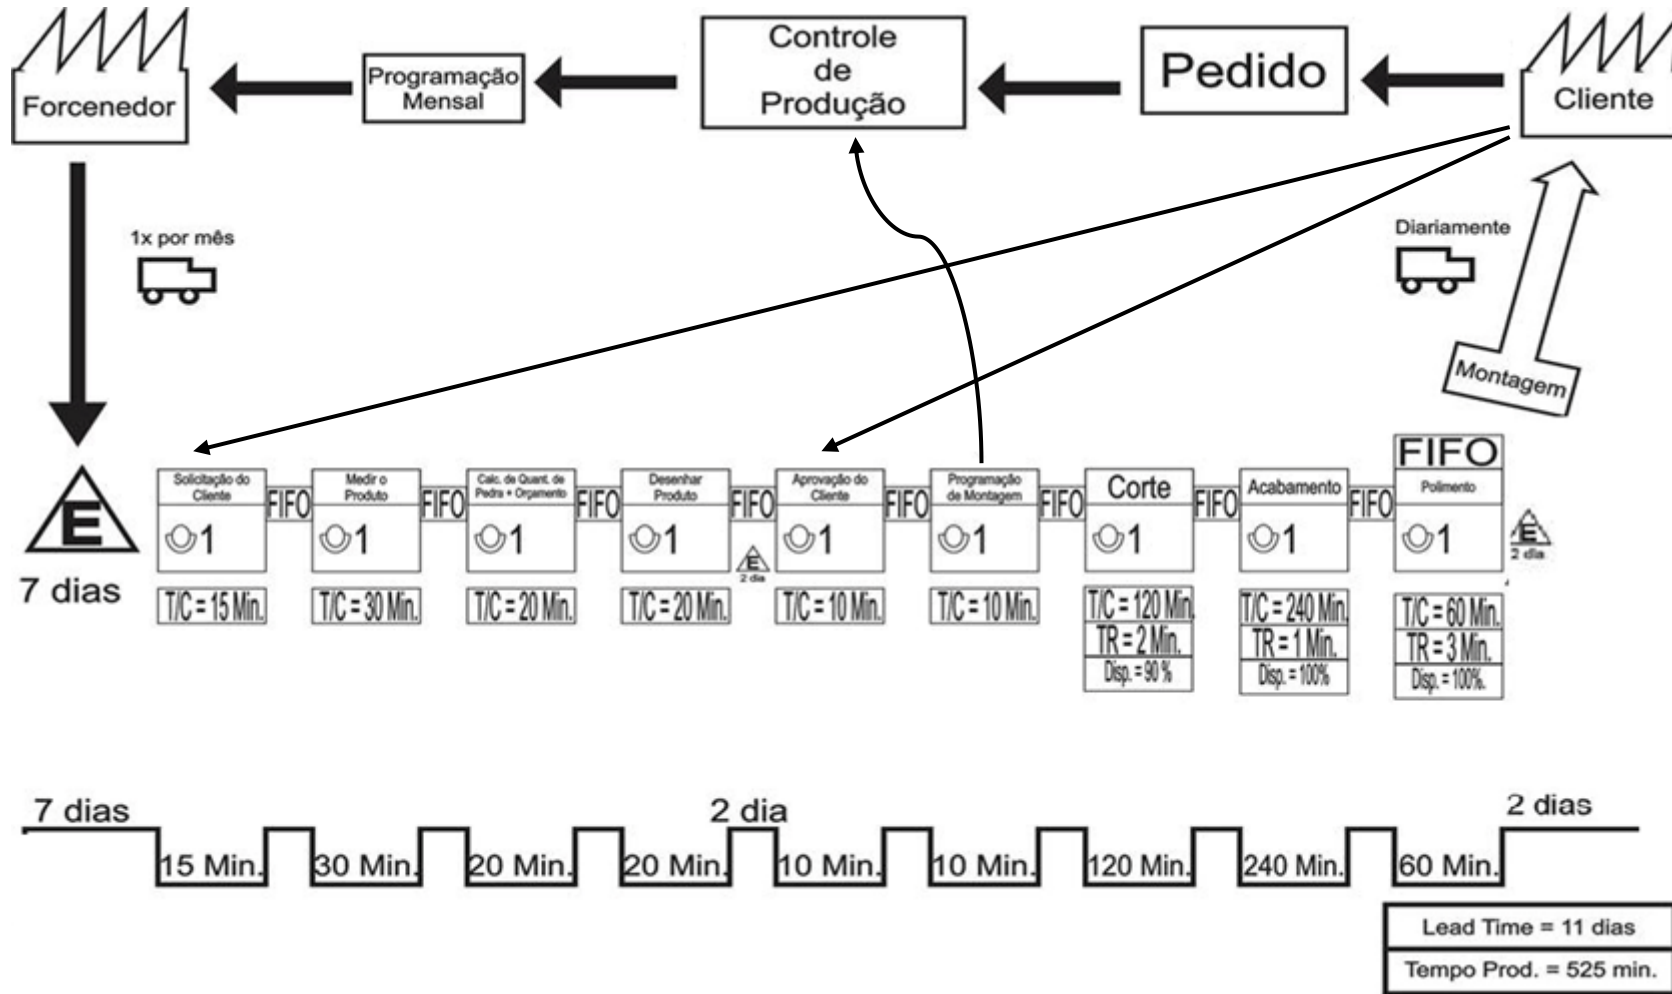 Forcenedor
Programação
Mensal
Controle
de
Produção
Pedido
Cliente
1x por mês
Diariamente
Montagem
E
7 dias
Solicitação do
Cliente
1
T/C = 15 Min.
FIFO
Medir o
Produto
1
T/C = 30 Min.
FIFO
Calc. de Quant. de
Pedra + Orçamento
1
T/C = 20 Min.
FIFO
Desenhar
Produto
1
T/C = 20 Min.
FIFO
E
2 dia
Aprovação do
Cliente
1
T/C = 10 Min.
FIFO
Programação
de Montagem
1
T/C = 10 Min.
FIFO
Corte
1
T/C = 120 Min.
TR = 2 Min.
Disp. = 90 %
FIFO
Acabamento
1
T/C = 240 Min.
TR = 1 Min.
Disp. = 100%
FIFO
FIFO
Polimento
1
T/C = 60 Min.
TR = 3 Min.
Disp. = 100%.
E
2 dia
7 dias
2 dia
2 dias
15 Min.
30 Min.
20 Min.
20 Min.
10 Min.
10 Min.
120 Min.
240 Min.
60 Min.
Lead Time = 11 dias
Tempo Prod. = 525 min.